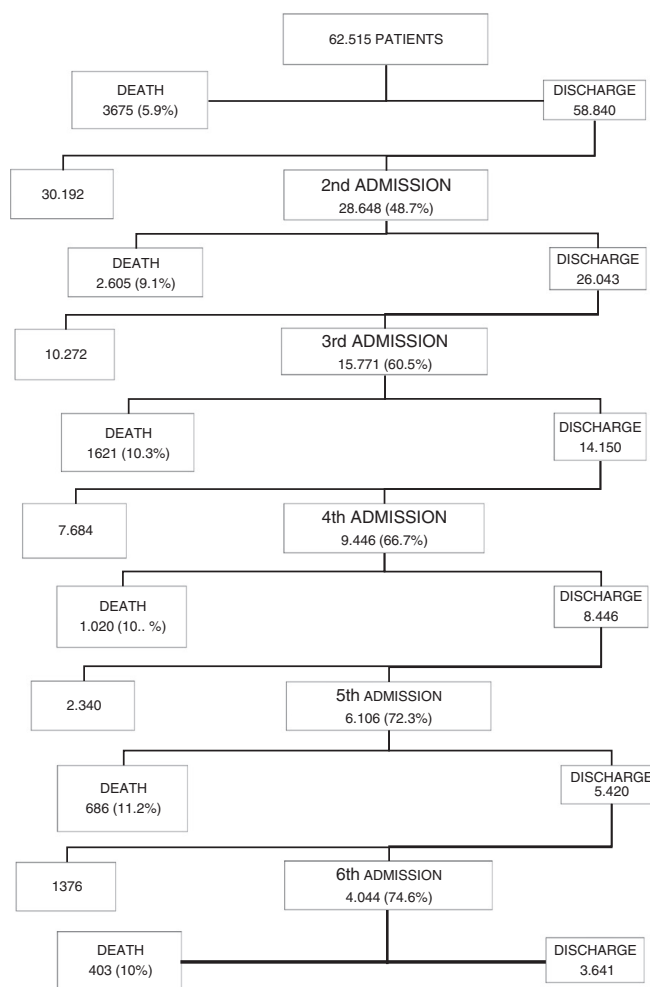 62.515 PATIENTS
DEATH
3675 (5.9%)
DISCHARGE
58.840
30.192
2nd ADMISSION
28.648 (48.7%)
DEATH
2.605 (9.1%)
DISCHARGE
26.043
10.272
3rd ADMISSION
15.771 (60.5%)
DEATH
1621 (10.3%)
DISCHARGE
14.150
7.684
4th ADMISSION
9.446 (66.7%)
DEATH
1.020 (10.. %)
DISCHARGE
8.446
2.340
5th ADMISSION
6.106 (72.3%)
DEATH
686 (11.2%)
DISCHARGE
5.420
1376
6th ADMISSION
4.044 (74.6%)
DEATH
403 (10%)
DISCHARGE
3.641